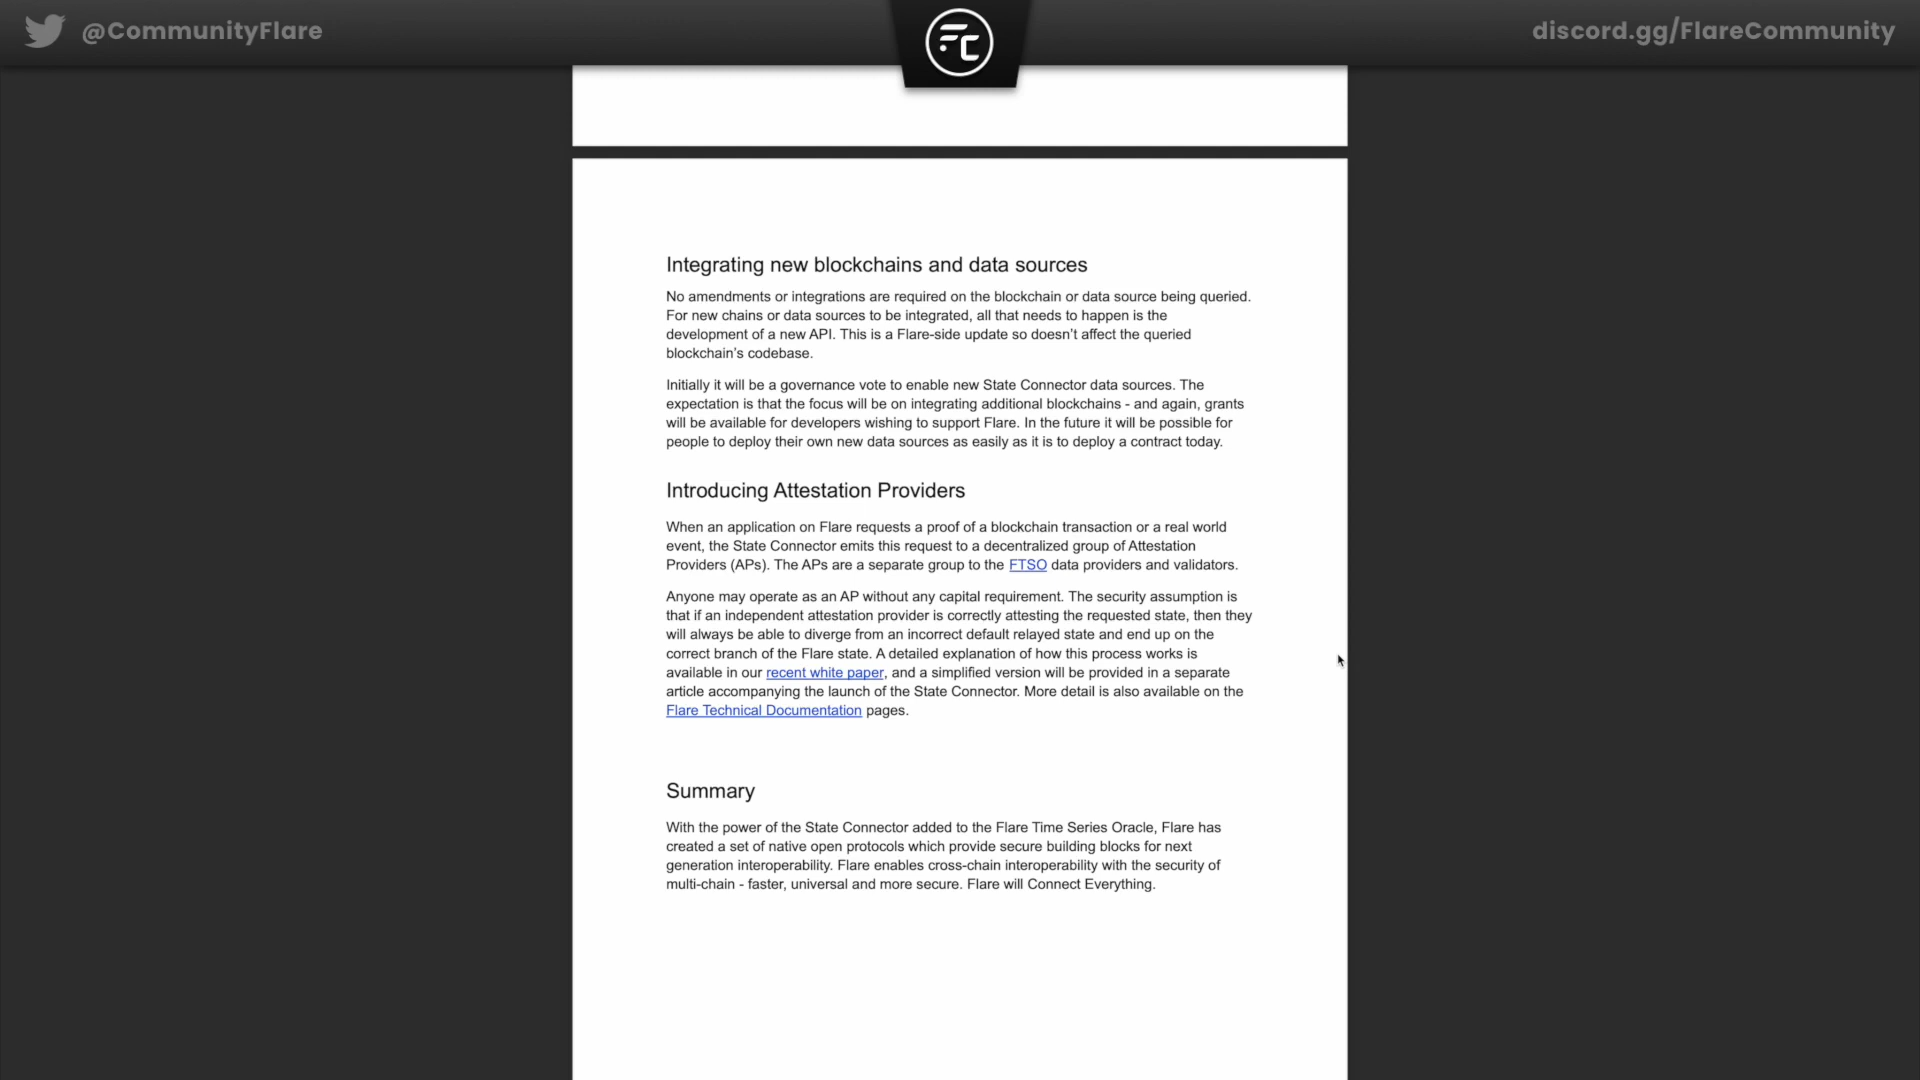 @CommunityFlare
FC
discord.gg/FlareCommunity
Integrating new blockchains and data sources
No amendments or integrations are required on the blockchain or data source being queried.
For new chains or data sources to be integrated, all that needs to happen is the
development of a new API. This is a Flare-side update so doesn’t affect the queried
blockchain’s codebase.
Initially it will be a governance vote to enable new State Connector data sources. The
expectation is that the focus will be on integrating additional blockchains - and again, grants
will be available for developers wishing to support Flare. In the future it will be possible for
people to deploy their own new data sources as easily as it is to deploy a contract today.
Introducing Attestation Providers
When an application on Flare requests a proof of a blockchain transaction or a real world
event, the State Connector emits this request to a decentralized group of Attestation
Providers (APs). The APs are a separate group to the FTSO data providers and validators.
Anyone may operate as an AP without any capital requirement. The security assumption is
that if an independent attestation provider is correctly attesting the requested state, then they
will always be able to diverge from an incorrect default relayed state and end up on the
correct branch of the Flare state. A detailed explanation of how this process works is
available in our recent white paper, and a simplified version will be provided in a separate
article accompanying the launch of the State Connector. More detail is also available on the
Flare Technical Documentation pages.
Summary
With the power of the State Connector added to the Flare Time Series Oracle, Flare has
created a set of native open protocols which provide secure building blocks for next
generation interoperability. Flare enables cross-chain interoperability with the security of
multi-chain - faster, universal and more secure. Flare will Connect Everything.